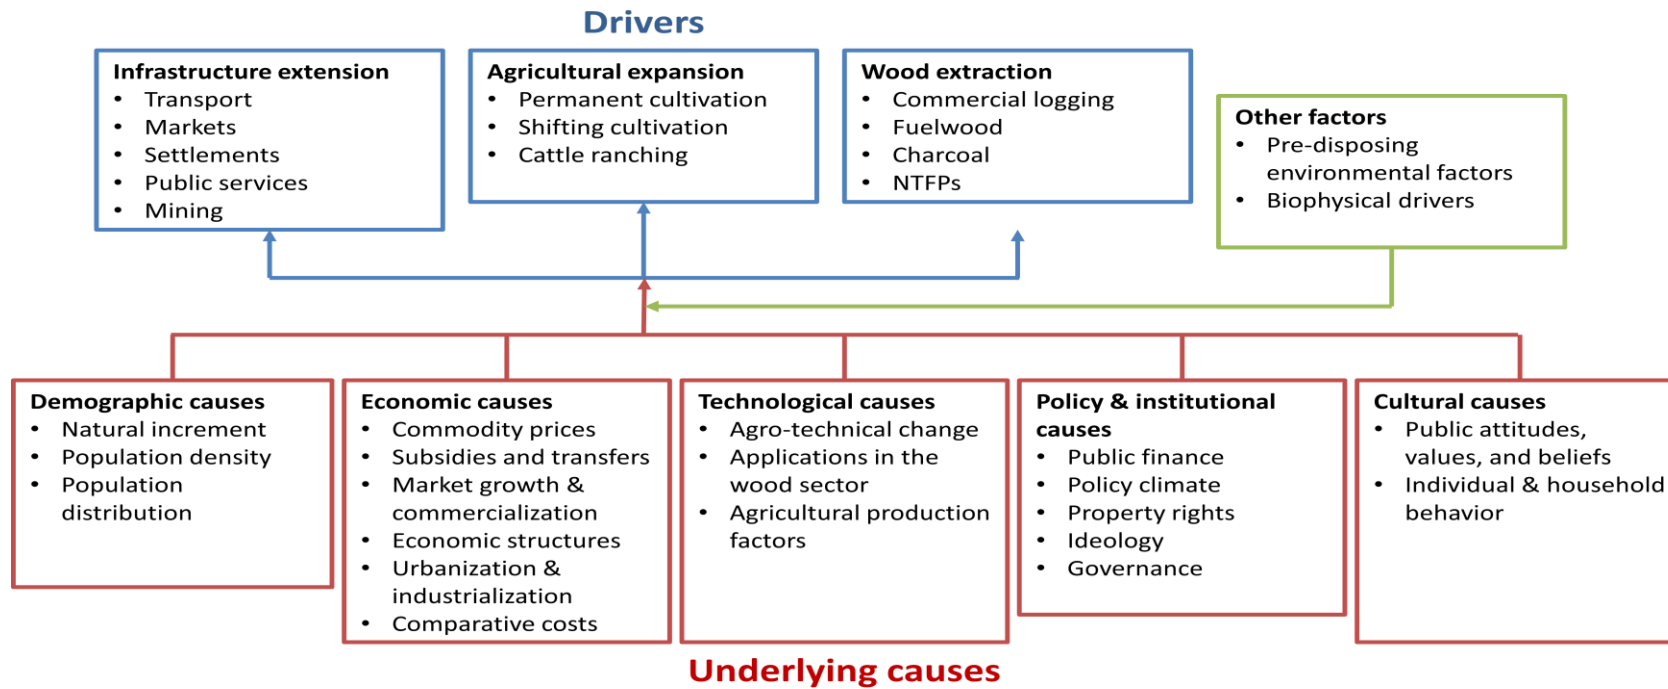 Drivers
Infrastructure extension
• Transport
• Markets
• Settlements
• Public services
• Mining
Agricultural expansion
• Permanent cultivation
• Shifting cultivation
• Cattle ranching
Wood extraction
• Commercial logging
• Fuelwood
• Charcoal
• NTFPs
Other factors
• Pre-disposing
environmental factors
• Biophysical drivers
Demographic causes
• Natural increment
• Population density
• Population
distribution
Economic causes
• Commodity prices
• Subsidies and transfers
• Market growth &
commercialization
• Economic structures
• Urbanization &
industrialization
• Comparative costs
Technological causes
• Agro-technical change
• Applications in the
wood sector
• Agricultural production
factors
Policy & institutional
causes
• Public finance
• Policy climate
• Property rights
• Ideology
• Governance
Cultural causes
• Public attitudes,
values, and beliefs
• Individual & household
behavior
Underlying causes